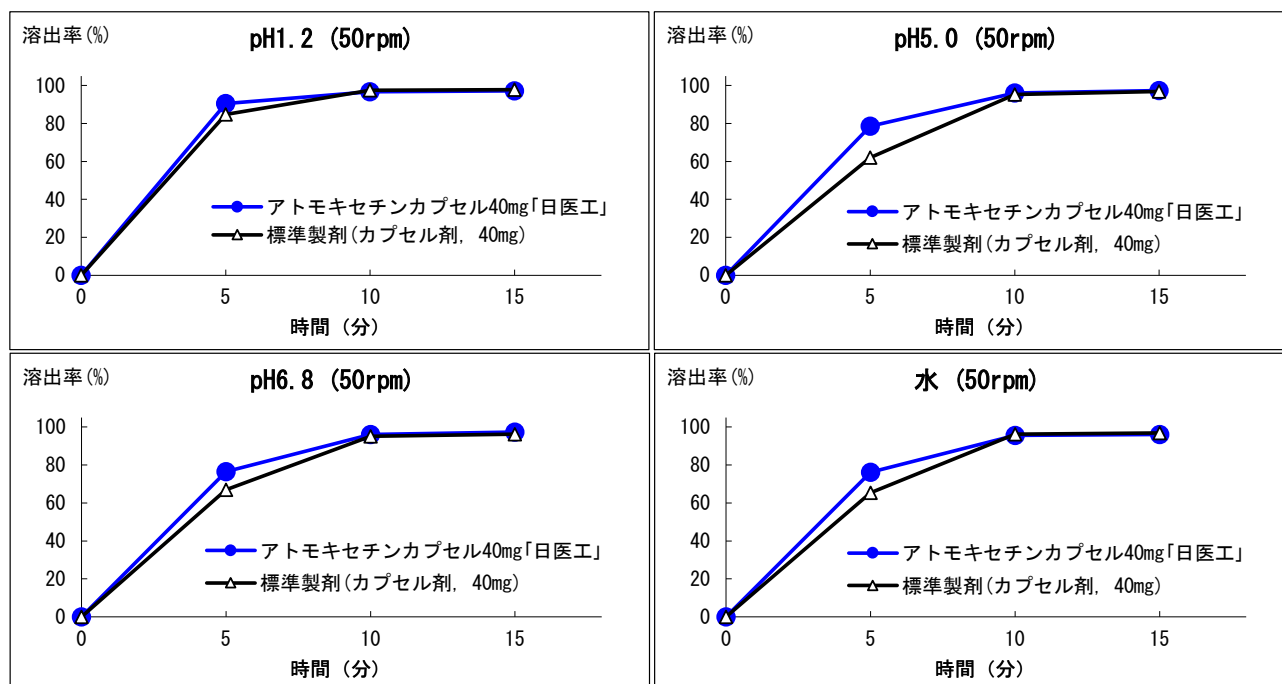 溶出率(%)
pH1.2 (50rpm)
100
80
60
40
20
0
0 5 10 15
時間 (分)
アトモキセチンカプセル40mg「日医工」
標準製剤(カプセル剤, 40mg)
溶出率(%)
pH5.0 (50rpm)
100
80
60
40
20
0
0 5 10 15
時間 (分)
アトモキセチンカプセル40mg「日医工」
標準製剤(カプセル剤, 40mg)
溶出率(%)
pH6.8 (50rpm)
100
80
60
40
20
0
0 5 10 15
時間 (分)
アトモキセチンカプセル40mg「日医工」
標準製剤(カプセル剤, 40mg)
溶出率(%)
水 (50rpm)
100
80
60
40
20
0
0 5 10 15
時間 (分)
アトモキセチンカプセル40mg「日医工」
標準製剤(カプセル剤, 40mg)